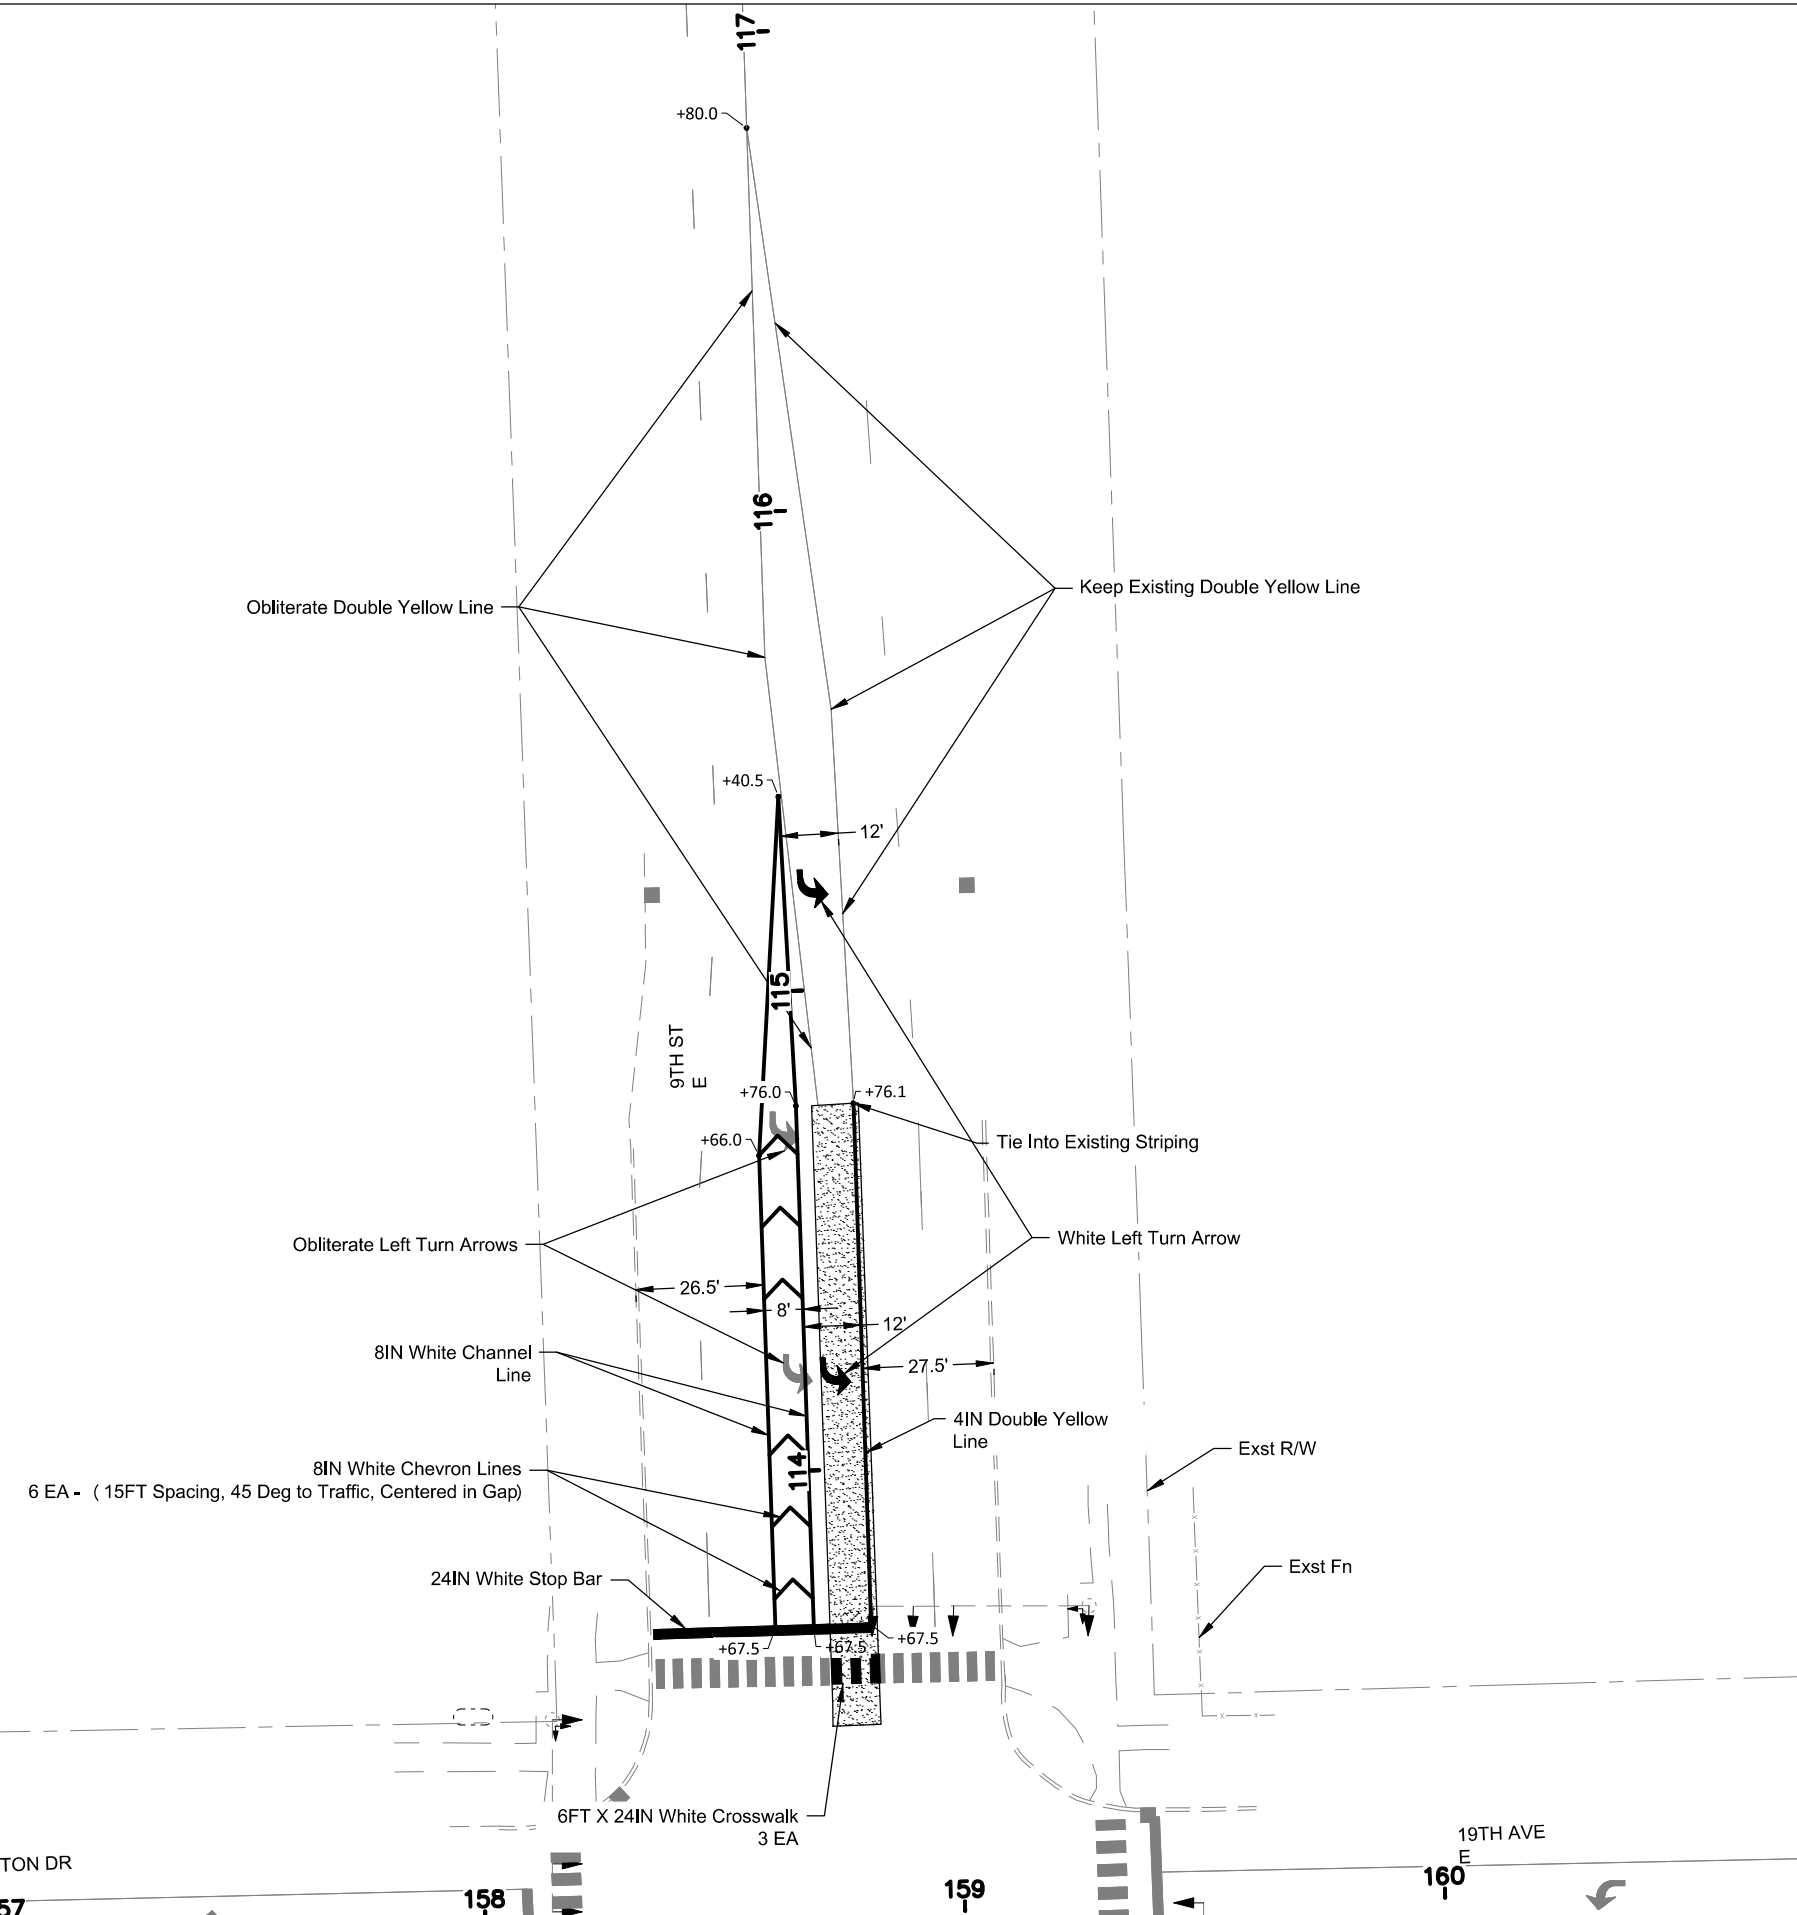 117
+80.0
116
Keep Existing Double Yellow Line
Obliterate Double Yellow Line
+40.5
12'
115
9TH ST
E
+76.0
+76.1
+66.0
Tie Into Existing Striping
Obliterate Left Turn Arrows
White Left Turn Arrow
26.5'
8'
12'
8IN White Channel
Line
27.5'
4IN Double Yellow
Line
Exst R/W
114
8IN White Chevron Lines
6 EA - ( 15FT Spacing, 45 Deg to Traffic, Centered in Gap)
24IN White Stop Bar
Exst Fn
+67.5
+67.5
+67.5
6FT X 24IN White Crosswalk
3 EA
19TH AVE
E
TON DR
57
158
159
160